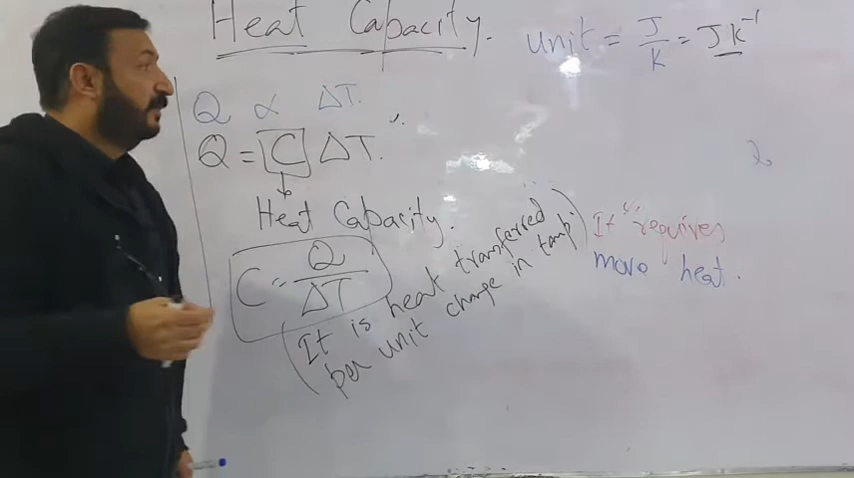 Heat Capacity.
unit = J/K = JK⁻¹
Q ∝ ΔT.
Q = C ΔT.
Heat Capacity.
C = Q/ΔT
(It is heat transferred
per unit change in temp.)
It requires
more heat.